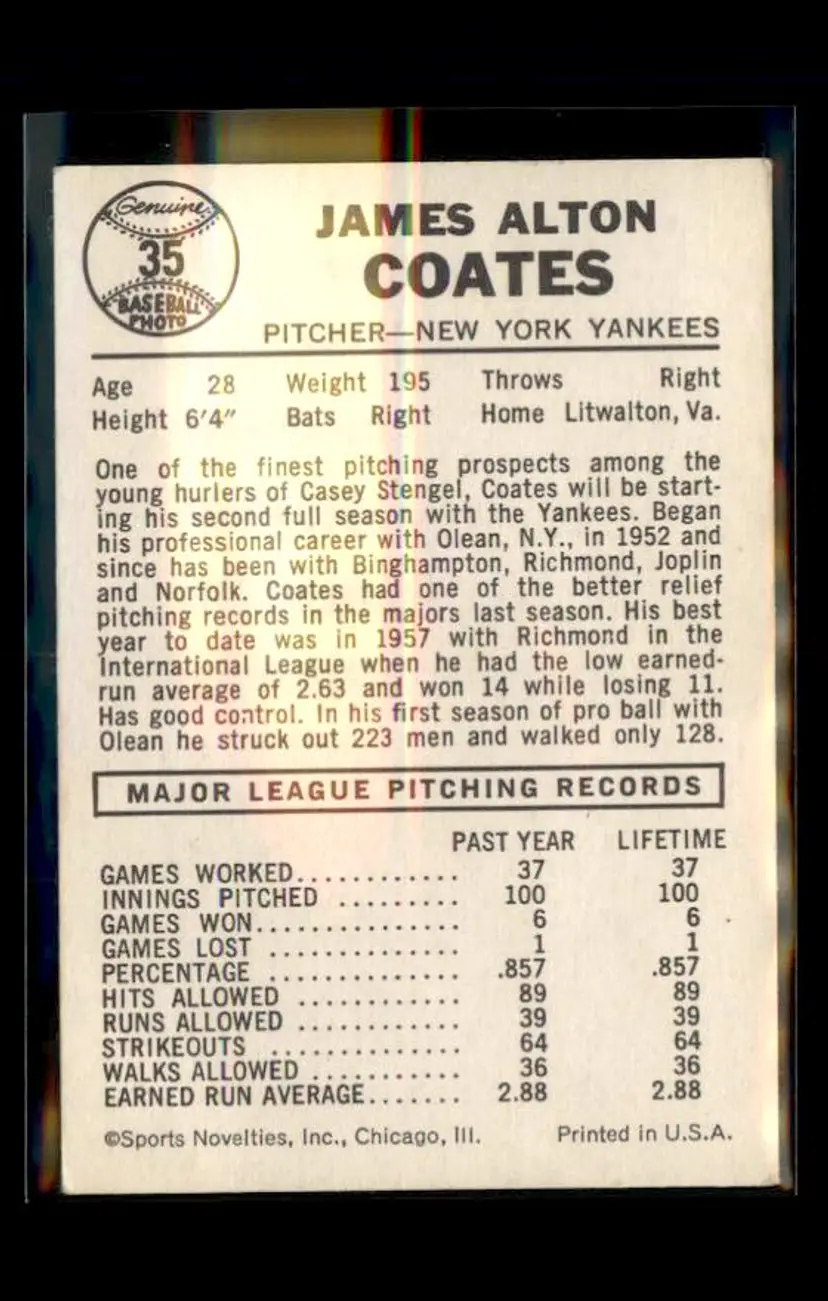 Genuine
35
BASEBALL
PHOTO
JAMES ALTON
COATES
PITCHER—NEW YORK YANKEES
Age 28 Weight 195 Throws Right
Height 6'4" Bats Right Home Litwalton, Va.
One of the finest pitching prospects among the
young hurlers of Casey Stengel, Coates will be start-
ing his second full season with the Yankees. Began
his professional career with Olean, N.Y., in 1952 and
since has been with Binghampton, Richmond, Joplin
and Norfolk. Coates had one of the better relief
pitching records in the majors last season. His best
year to date was in 1957 with Richmond in the
International League when he had the low earned-
run average of 2.63 and won 14 while losing 11.
Has good control. In his first season of pro ball with
Olean he struck out 223 men and walked only 128.
MAJOR LEAGUE PITCHING RECORDS
PAST YEAR LIFETIME
GAMES WORKED............ 37 37
INNINGS PITCHED ......... 100 100
GAMES WON............... 6 6
GAMES LOST .............. 1 1
PERCENTAGE .............. .857 .857
HITS ALLOWED ............ 89 89
RUNS ALLOWED ............ 39 39
STRIKEOUTS .............. 64 64
WALKS ALLOWED ........... 36 36
EARNED RUN AVERAGE....... 2.88 2.88
©Sports Novelties, Inc., Chicago, Ill. Printed in U.S.A.